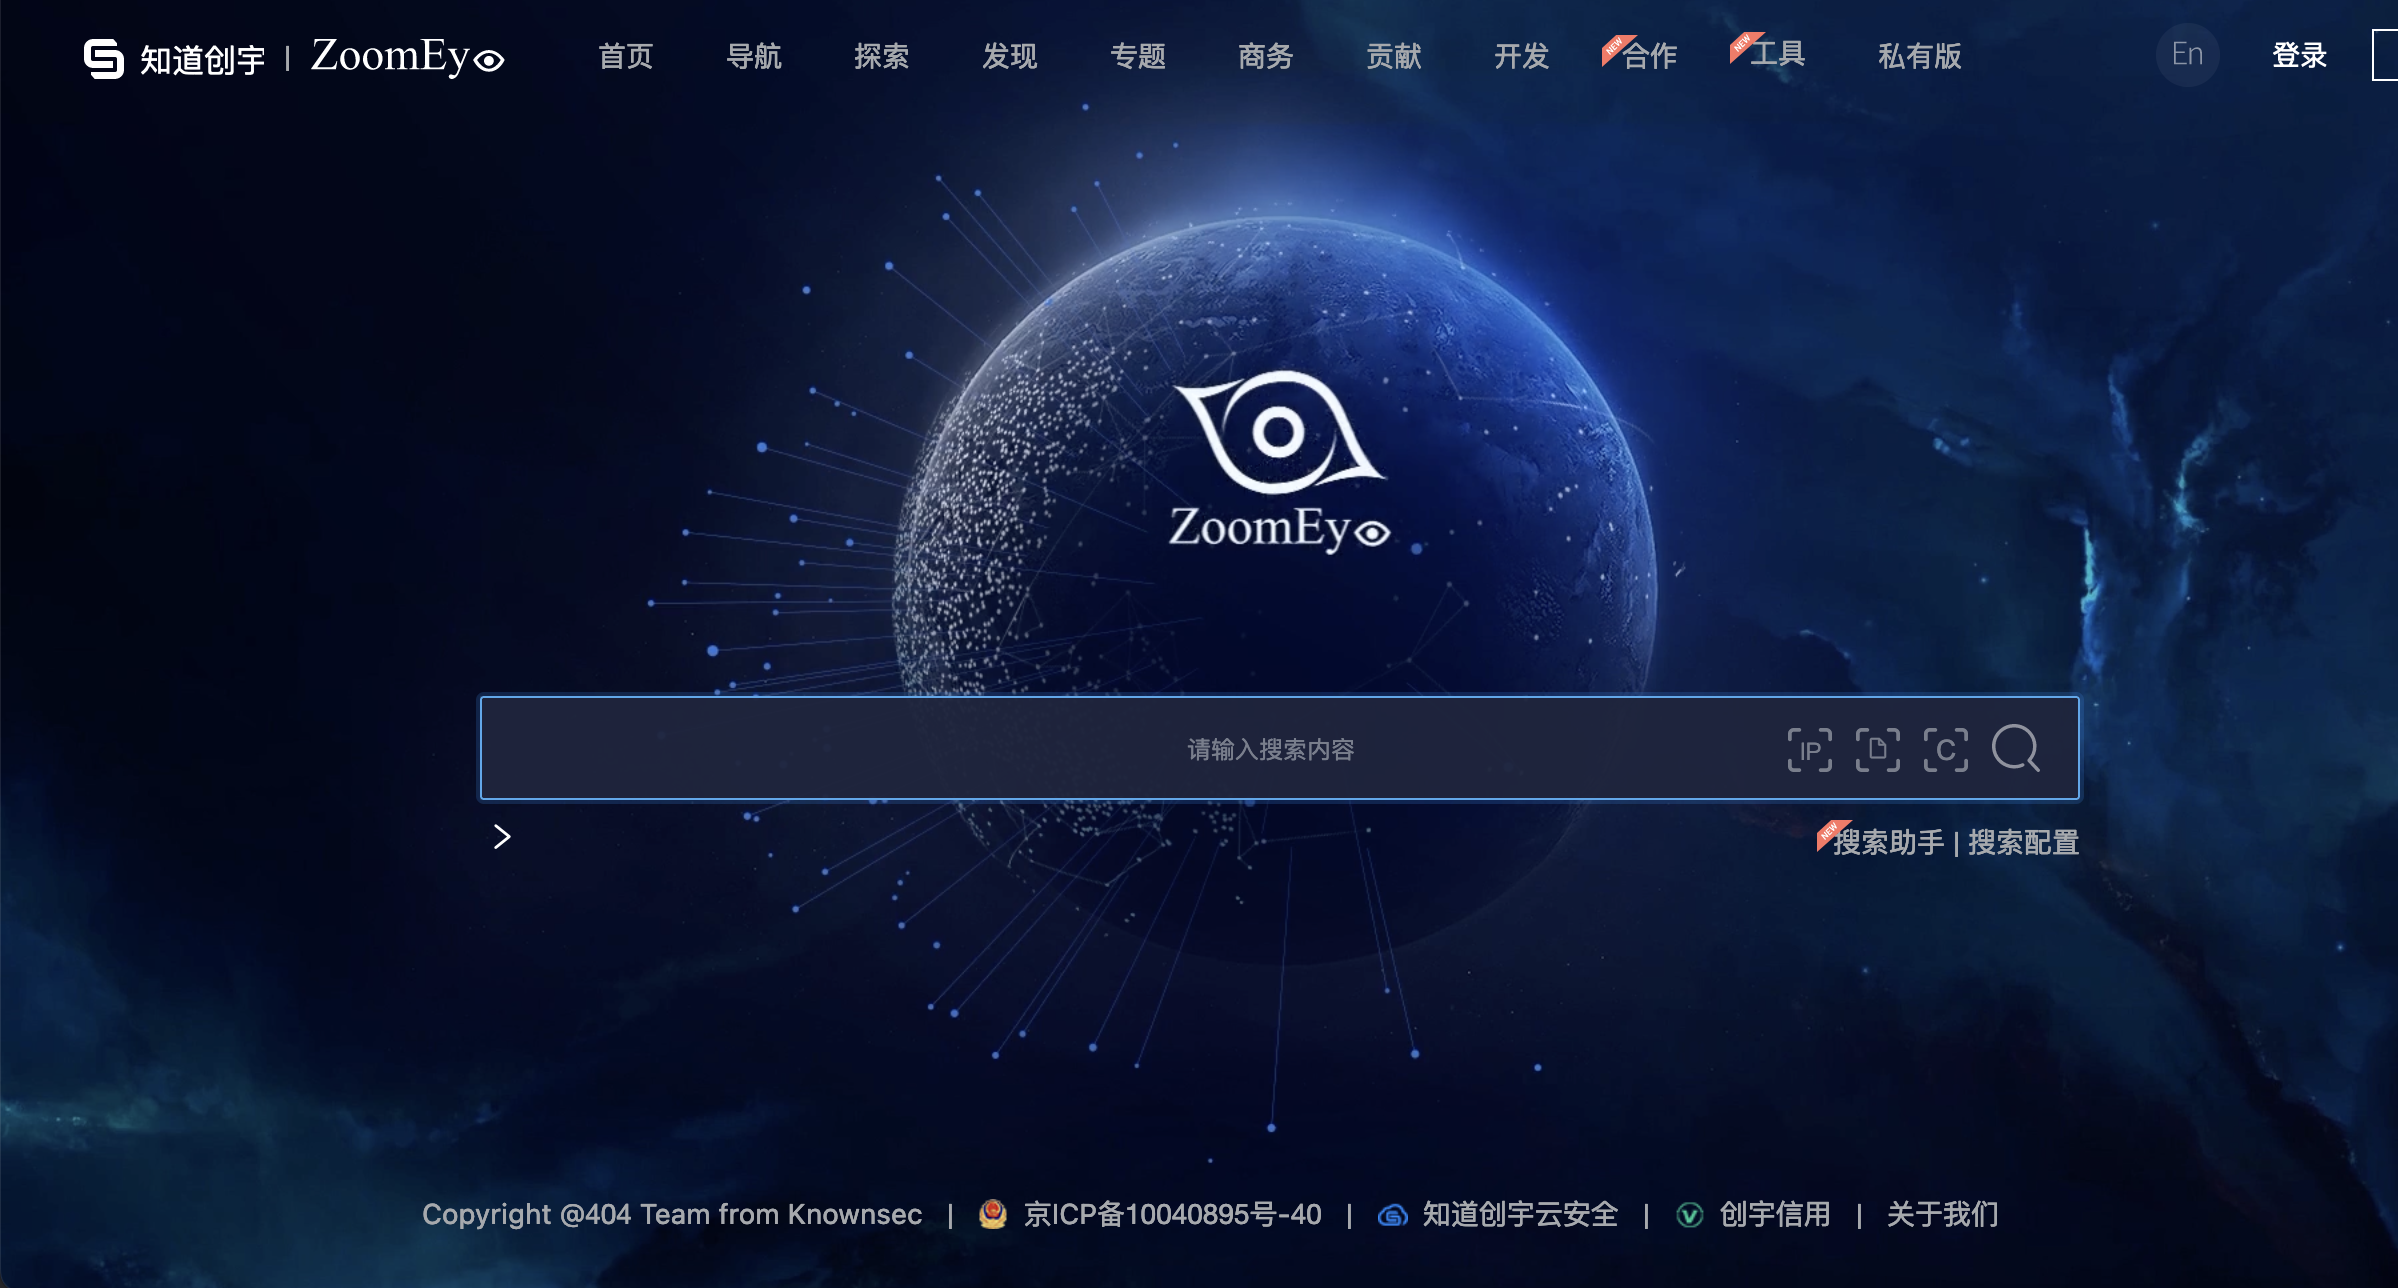 知道创宇 | ZoomEye 首页 导航 探索 发现 专题 商务 贡献 开发 NEW 合作 NEW 工具 私有版 En 登录
ZoomEye
请输入搜索内容 IP C
NEW 搜索助手 | 搜索配置
Copyright @404 Team from Knownsec | 京ICP备10040895号-40 | 知道创宇云安全 | 创宇信用 | 关于我们